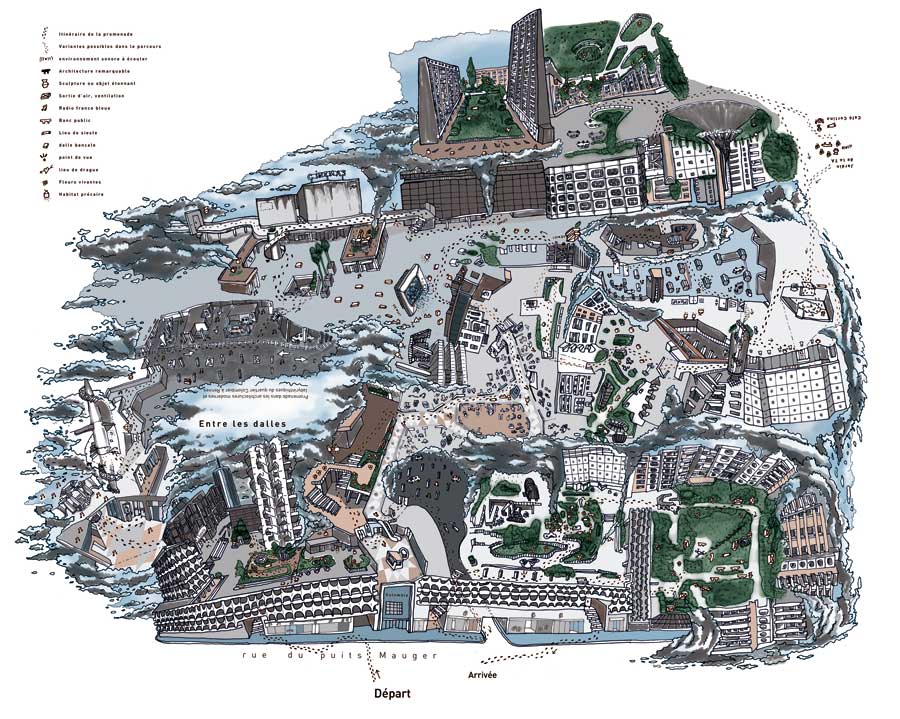 Itinéraire de la promenade
Variantes possibles dans le parcours
environnement sonore à écouter
Architecture remarquable
Sculpture ou objet étonnant
Sortie d'air, ventilation
Radio france bleue
Banc public
Lieu de sieste
dalle bancale
point de vue
lieu de drague
Fleurs vivantes
Habitat précaire
CINEMAS
Café Cortina
Jardin
de la TA
Promenade dans les architectures modernes et
labyrinthiques du quartier Colombier à Rennes
Entre les dalles
Colombia
rue du puits Mauger
Arrivée
Départ